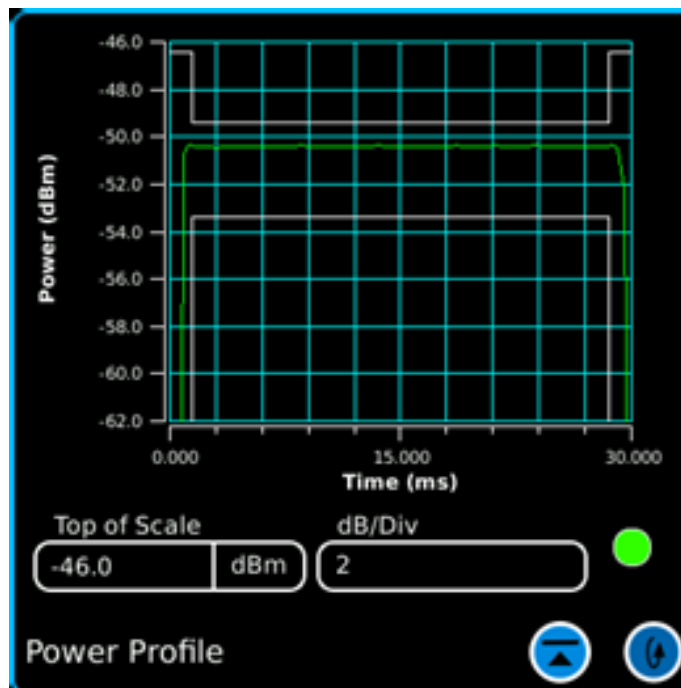 -46.0
-48.0
-50.0
-52.0
-54.0
-56.0
-58.0
-60.0
-62.0
Power (dBm)
0.000 15.000 30.000
Time (ms)
Top of Scale dB/Div
-46.0 dBm 2
Power Profile